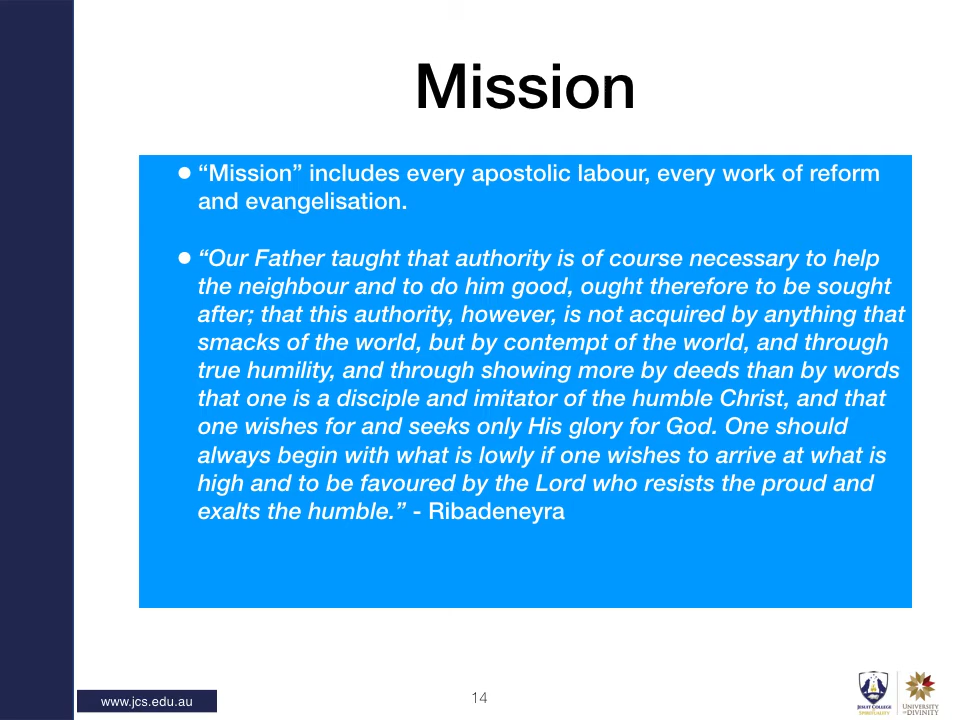 Mission
● “Mission” includes every apostolic labour, every work of reform
and evangelisation.
● “Our Father taught that authority is of course necessary to help
the neighbour and to do him good, ought therefore to be sought
after; that this authority, however, is not acquired by anything that
smacks of the world, but by contempt of the world, and through
true humility, and through showing more by deeds than by words
that one is a disciple and imitator of the humble Christ, and that
one wishes for and seeks only His glory for God. One should
always begin with what is lowly if one wishes to arrive at what is
high and to be favoured by the Lord who resists the proud and
exalts the humble.” - Ribadeneyra
www.jcs.edu.au
14
JESUIT COLLEGE
of SPIRITUALITY
UNIVERSITY
OF DIVINITY